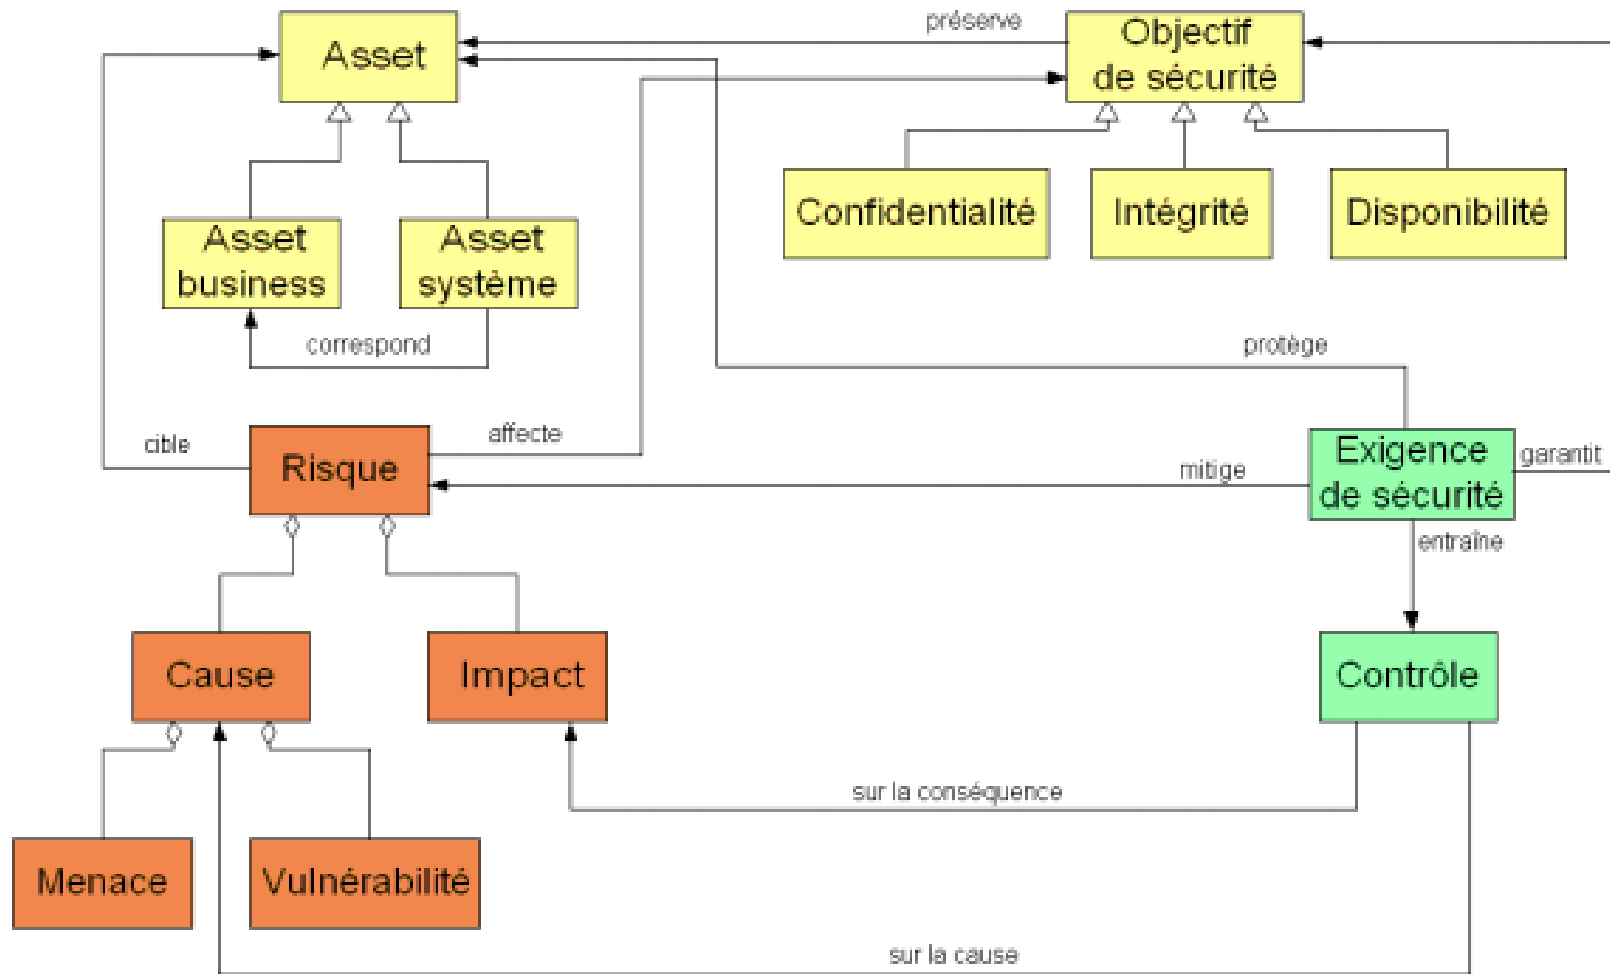 préserve
Asset
Objectif
de sécurité
Confidentialité
Intégrité
Disponibilité
Asset
business
Asset
système
correspond
protège
cible
Risque
affecte
mitige
Exigence
de sécurité
garantit
entraîne
Cause
Impact
Contrôle
sur la conséquence
Menace
Vulnérabilité
sur la cause